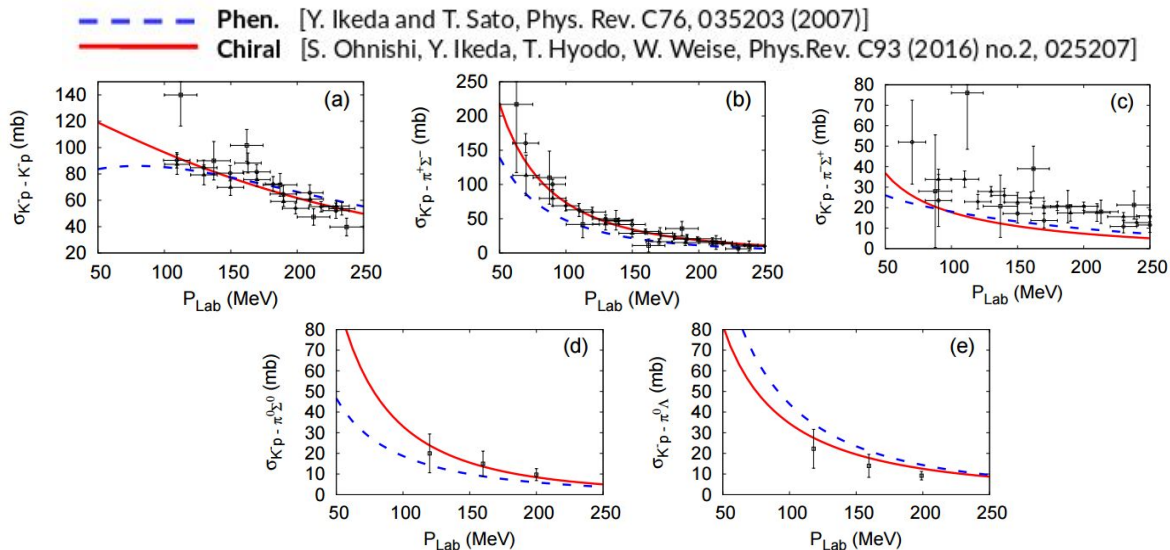 Phen. [Y. Ikeda and T. Sato, Phys. Rev. C76, 035203 (2007)]
Chiral [S. Ohnishi, Y. Ikeda, T. Hyodo, W. Weise, Phys.Rev. C93 (2016) no.2, 025207]
(a)
σK⁻p - K⁻p (mb)
140
120
100
80
60
40
20
50 100 150 200 250
PLab (MeV)
(b)
σK⁻p - π⁺Σ⁻ (mb)
250
200
150
100
50
0
50 100 150 200 250
PLab (MeV)
(c)
σK⁻p - π⁻Σ⁺ (mb)
80
70
60
50
40
30
20
10
0
50 100 150 200 250
PLab (MeV)
(d)
σK⁻p - π⁰Σ⁰ (mb)
80
70
60
50
40
30
20
10
0
50 100 150 200 250
PLab (MeV)
(e)
σK⁻p - π⁰Λ (mb)
80
70
60
50
40
30
20
10
0
50 100 150 200 250
PLab (MeV)